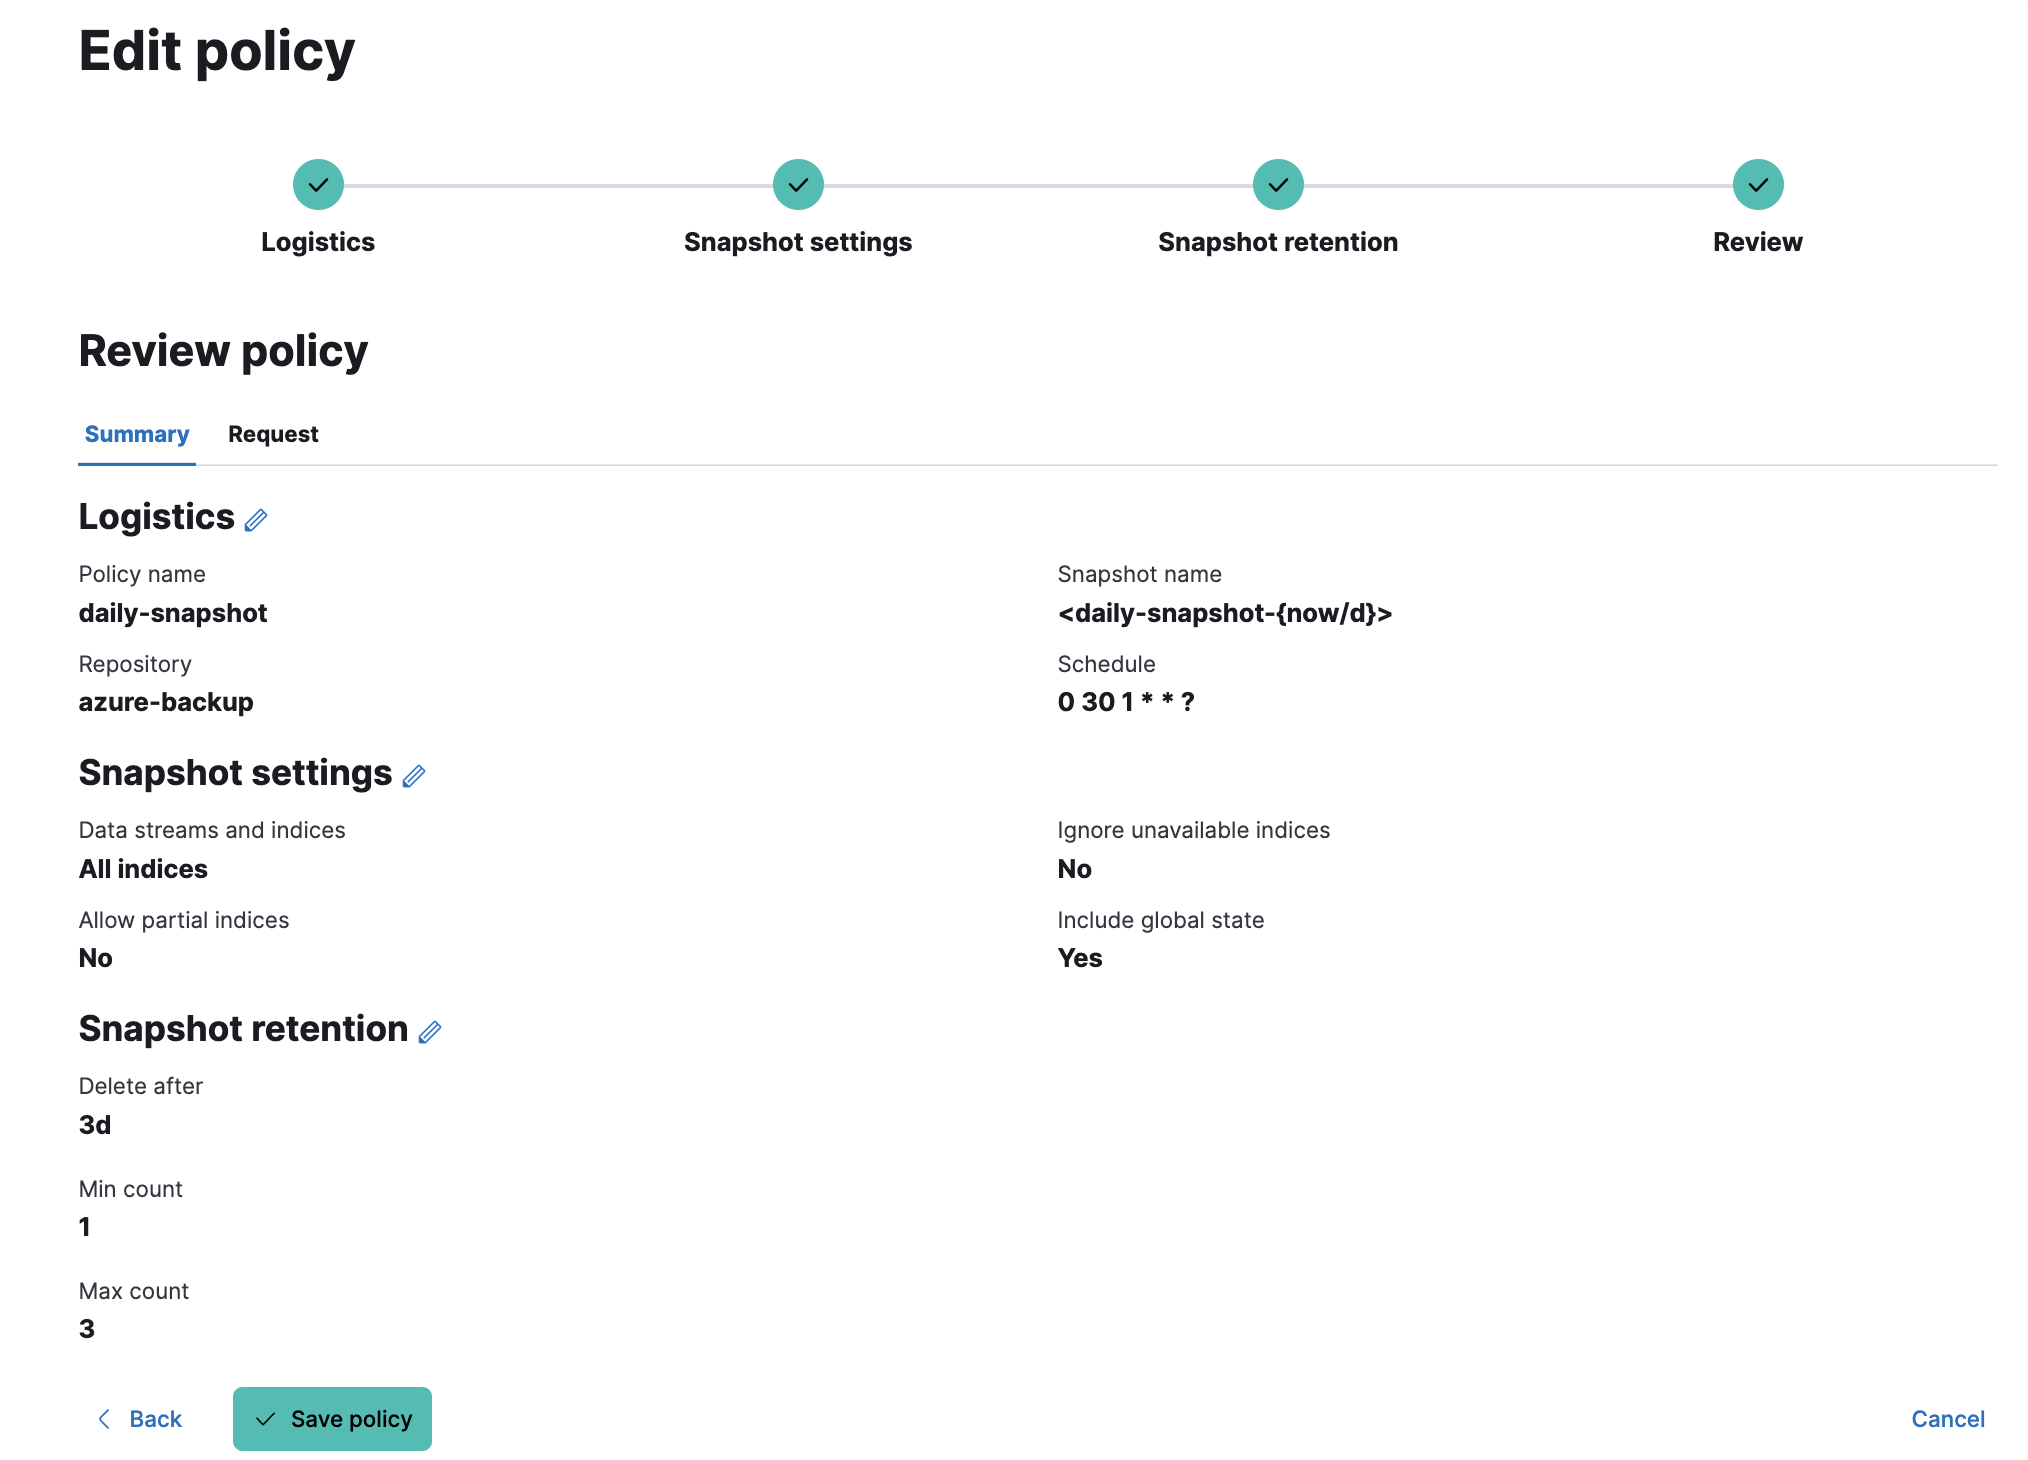 Edit policy
Logistics
Snapshot settings
Snapshot retention
Review
Review policy
Summary
Request
Logistics
Policy name
daily-snapshot
Snapshot name
<daily-snapshot-{now/d}>
Repository
azure-backup
Schedule
0 30 1 * * ?
Snapshot settings
Data streams and indices
All indices
Ignore unavailable indices
No
Allow partial indices
No
Include global state
Yes
Snapshot retention
Delete after
3d
Min count
1
Max count
3
Back
Save policy
Cancel